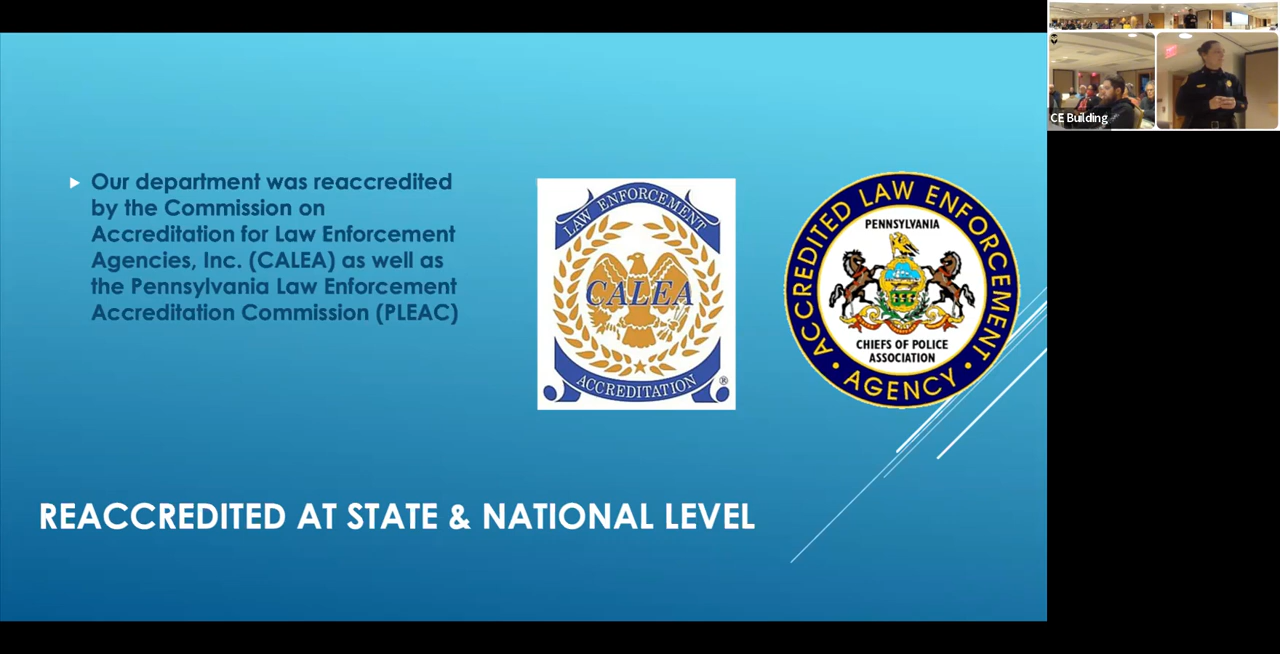 Our department was reaccredited
by the Commission on
Accreditation for Law Enforcement
Agencies, Inc. (CALEA) as well as
the Pennsylvania Law Enforcement
Accreditation Commission (PLEAC)
LAW ENFORCEMENT
CALEA
ACCREDITATION
®
ACCREDITED LAW ENFORCEMENT
PENNSYLVANIA
CHIEFS OF POLICE
ASSOCIATION
• AGENCY •
REACCREDITED AT STATE & NATIONAL LEVEL
CE Building